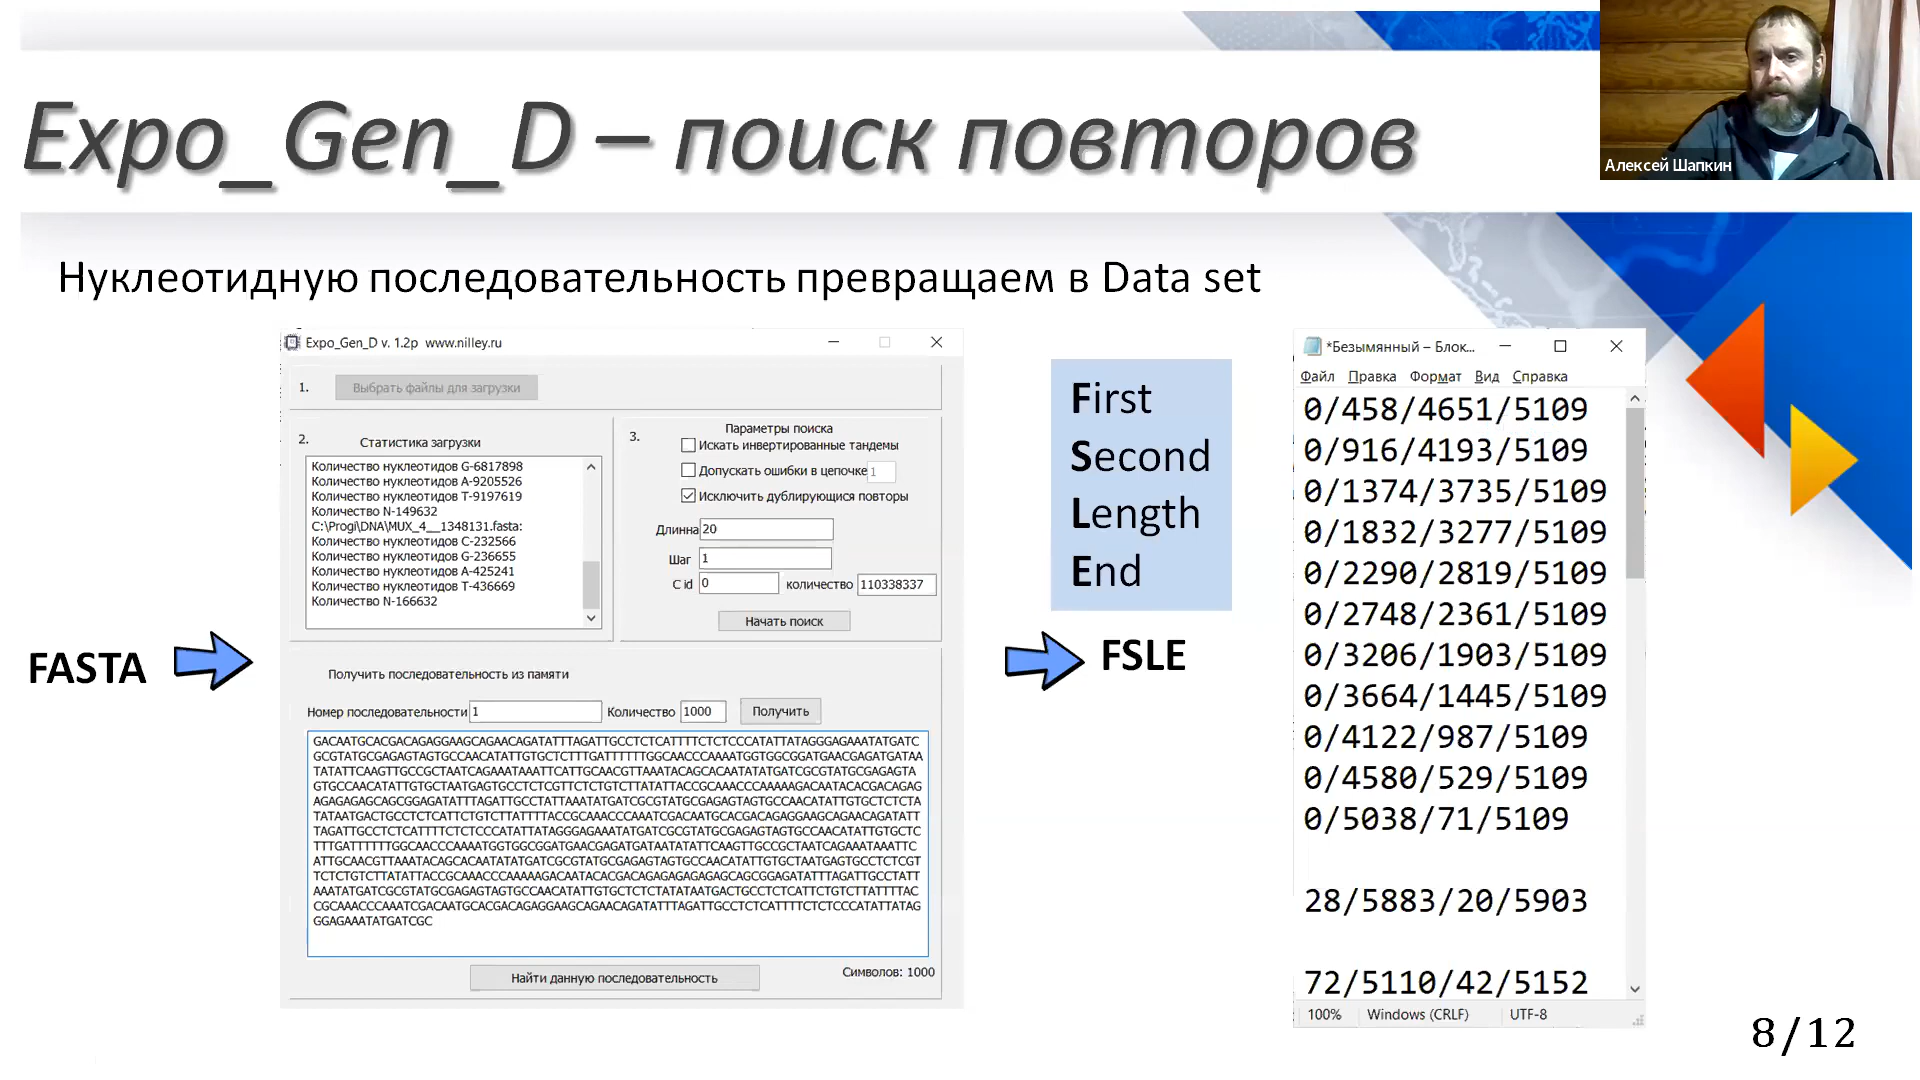 Expo_Gen_D – поиск повторов
Алексей Шапкин
Нуклеотидную последовательность превращаем в Data set
FASTA
Expo_Gen_D v. 1.2p www.nilley.ru
1.
Выбрать файлы для загрузки
2.
Статистика загрузки
Количество нуклеотидов G-6817898
Количество нуклеотидов A-9205526
Количество нуклеотидов T-9197619
Количество N-149632
C:\Progi\DNA\MUX_4__1348131.fasta:
Количество нуклеотидов C-232566
Количество нуклеотидов G-236655
Количество нуклеотидов A-425241
Количество нуклеотидов T-436669
Количество N-166632
3.
Параметры поиска
Искать инвертированные тандемы
Допускать ошибки в цепочке 1
Исключить дублирующиеся повторы
Длинна 20
Шаг 1
C id 0 количество 110338337
Начать поиск
Получить последовательность из памяти
Номер последовательности 1 Количество 1000 Получить
GACAATGCACGACAGAGGAAGCAGAACAGATATTTAGATTGCCTCTCATTTTCTCTCCCATATTATAGGGAGAAATATGATC
GCGTATGCGAGAGTAGTGCCAACATATTGTGCTCTTTGATTTTTTGGCAACCCAAAATGGTGGCGGATGAACGAGATGATAA
TATATTCAAGTTGCCGCTAATCAGAAATAAATTCATTGCAACGTTAAATACAGCACAATATATGATCGCGTATGCGAGAGTA
GTGCCAACATATTGTGCTAATGAGTGCCTCTCGTTCTCTGTCTTATATTACCGCAAACCCAAAAAGACAATACACGACAGAG
AGAGAGAGCAGCGGAGATATTTAGATTGCCTATTAAATATGATCGCGTATGCGAGAGTAGTGCCAACATATTGTGCTCTCTA
TATAATGACTGCCTCTCATTCTGTCTTATTTTACCGCAAACCCAAATCGACAATGCACGACAGAGGAAGCAGAACAGATATT
TAGATTGCCTCTCATTTTCTCTCCCATATTATAGGGAGAAATATGATCGCGTATGCGAGAGTAGTGCCAACATATTGTGCTC
TTTGATTTTTTGGCAACCCAAAATGGTGGCGGATGAACGAGATGATAATATATTCAAGTTGCCGCTAATCAGAAATAAATTC
ATTGCAACGTTAAATACAGCACAATATATGATCGCGTATGCGAGAGTAGTGCCAACATATTGTGCTAATGAGTGCCTCTCGT
TCTCTGTCTTATATTACCGCAAACCCAAAAAGACAATACACGACAGAGAGAGAGAGCAGCGGAGATATTTAGATTGCCTATT
AAATATGATCGCGTATGCGAGAGTAGTGCCAACATATTGTGCTCTCTATATAATGACTGCCTCTCATTCTGTCTTATTTTAC
CGCAAACCCAAATCGACAATGCACGACAGAGGAAGCAGAACAGATATTTAGATTGCCTCTCATTTTCTCTCCCATATTATAG
GGAGAAATATGATCGC
Символов: 1000
Найти данную последовательность
First
Second
Length
End
FSLE
*Безымянный – Блок...
Файл Правка Формат Вид Справка
0/458/4651/5109
0/916/4193/5109
0/1374/3735/5109
0/1832/3277/5109
0/2290/2819/5109
0/2748/2361/5109
0/3206/1903/5109
0/3664/1445/5109
0/4122/987/5109
0/4580/529/5109
0/5038/71/5109
28/5883/20/5903
72/5110/42/5152
100% Windows (CRLF) UTF-8
8/12